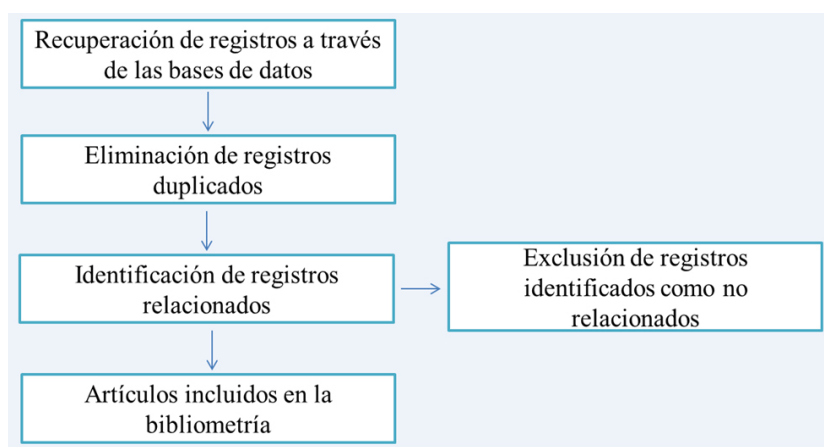 Recuperación de registros a través
de las bases de datos
Eliminación de registros
duplicados
Identificación de registros
relacionados
Exclusión de registros
identificados como no
relacionados
Artículos incluidos en la
bibliometría